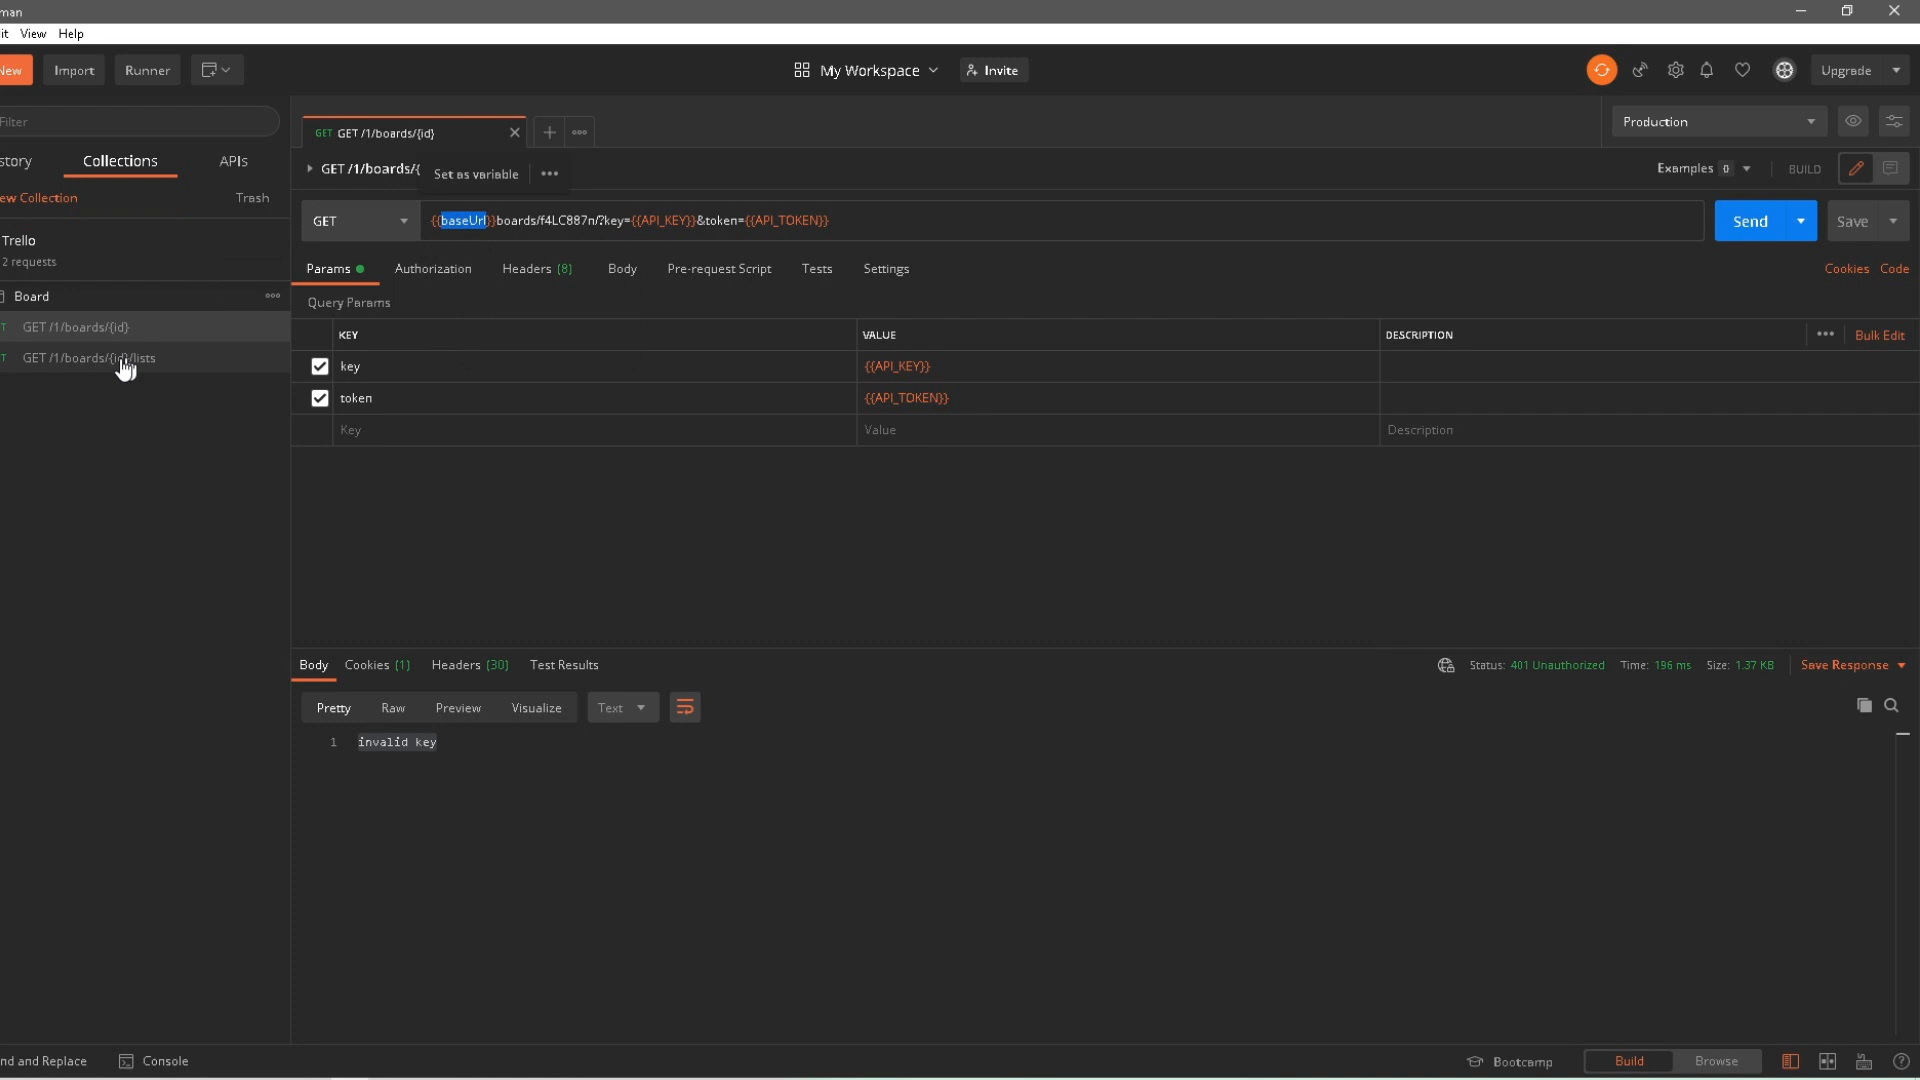 man
it View Help
New Import Runner My Workspace Invite Upgrade
Filter
GET GET /1/boards/{id} Production
story Collections APIs
GET /1/boards/{ Set as variable Examples 0 BUILD
ew Collection Trash
GET {{baseUrl}}boards/f4LC887n/?key={{API_KEY}}&token={{API_TOKEN}} Send Save
Trello
2 requests
Params Authorization Headers (8) Body Pre-request Script Tests Settings Cookies Code
Board
Query Params
T GET /1/boards/{id}
KEY VALUE DESCRIPTION Bulk Edit
T GET /1/boards/{id}/lists
key {{API_KEY}}
token {{API_TOKEN}}
Key Value Description
Body Cookies (1) Headers (30) Test Results Status: 401 Unauthorized Time: 196 ms Size: 1.37 KB Save Response
Pretty Raw Preview Visualize Text
1 invalid key
nd and Replace Console Bootcamp Build Browse